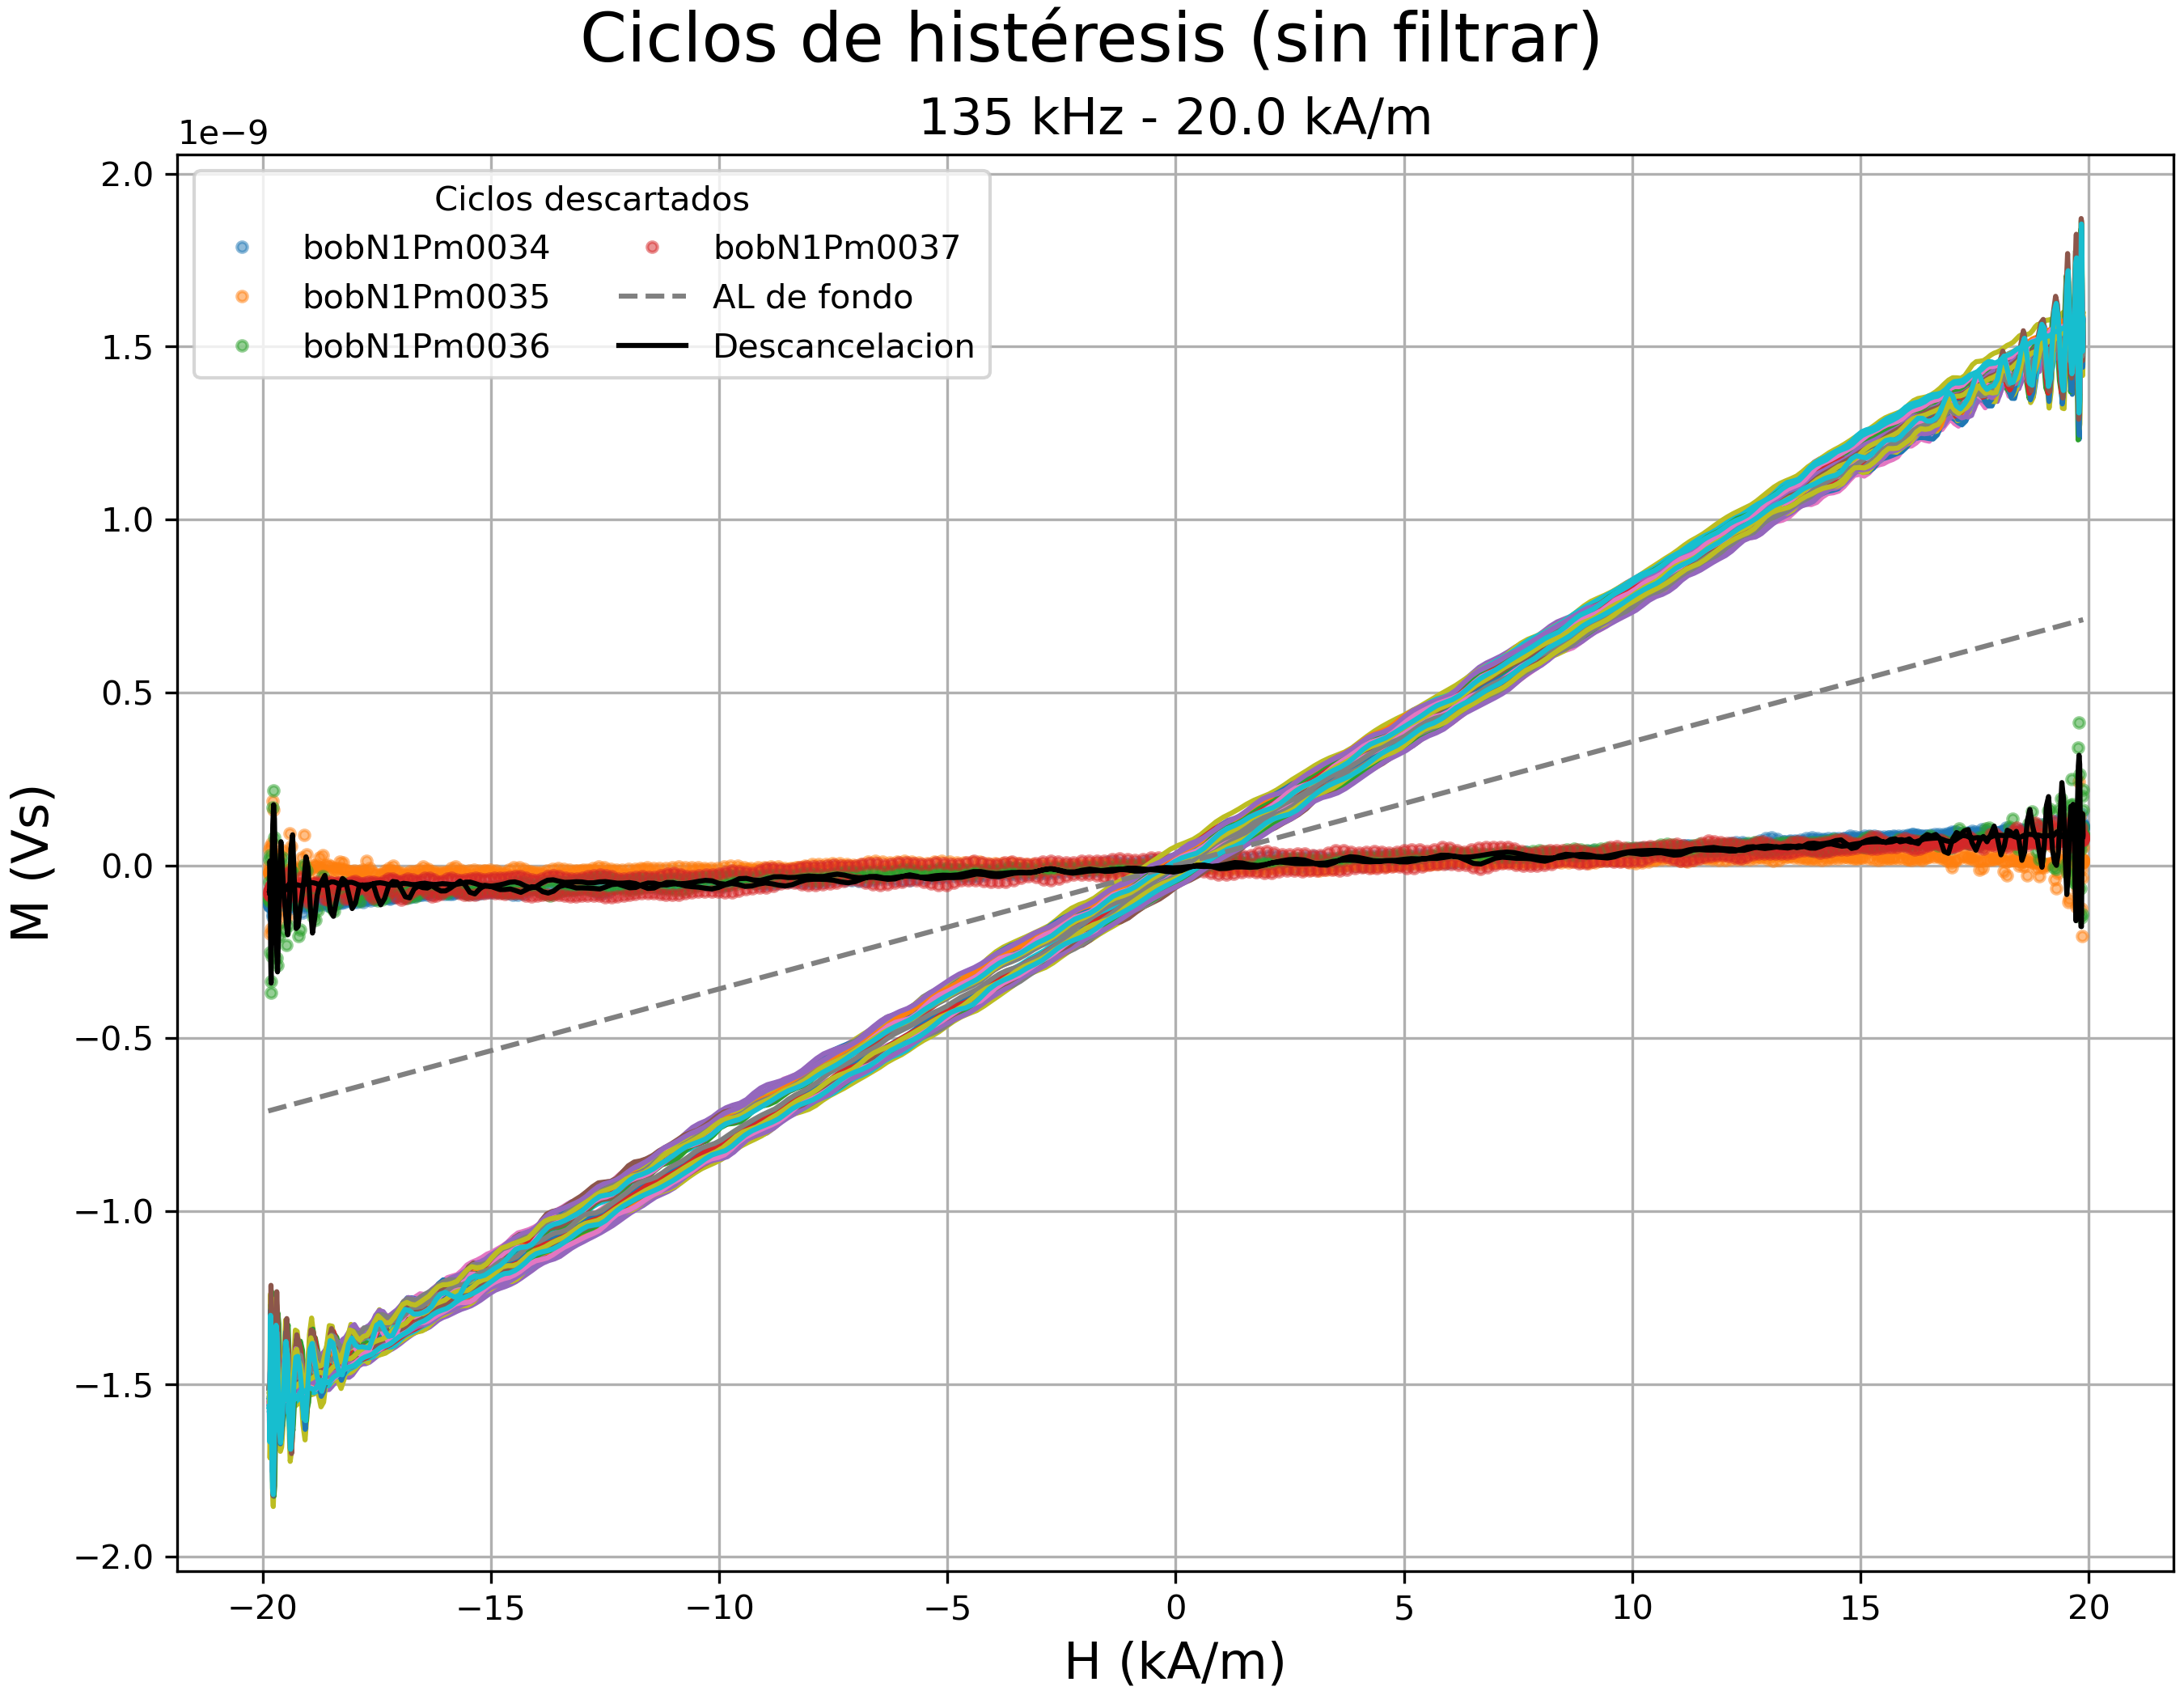 Ciclos de histéresis (sin filtrar)
135 kHz - 20.0 kA/m
1e−9
Ciclos descartados
bobN1Pm0034
bobN1Pm0035
bobN1Pm0036
bobN1Pm0037
AL de fondo
Descancelacion
M (Vs)
2.0
1.5
1.0
0.5
0.0
−0.5
−1.0
−1.5
−2.0
−20 −15 −10 −5 0 5 10 15 20
H (kA/m)